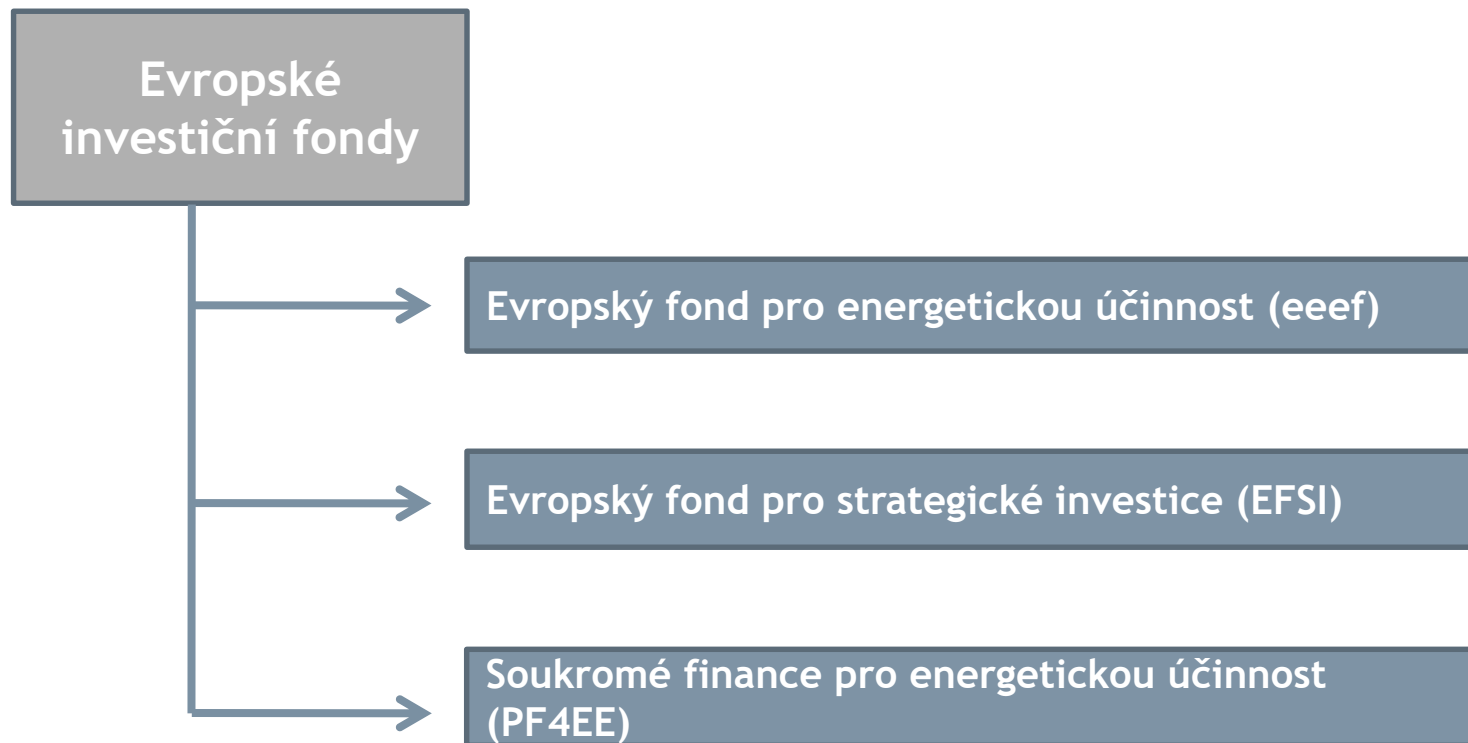 Evropské
investiční fondy
Evropský fond pro energetickou účinnost (eeef)
Evropský fond pro strategické investice (EFSI)
Soukromé finance pro energetickou účinnost
(PF4EE)